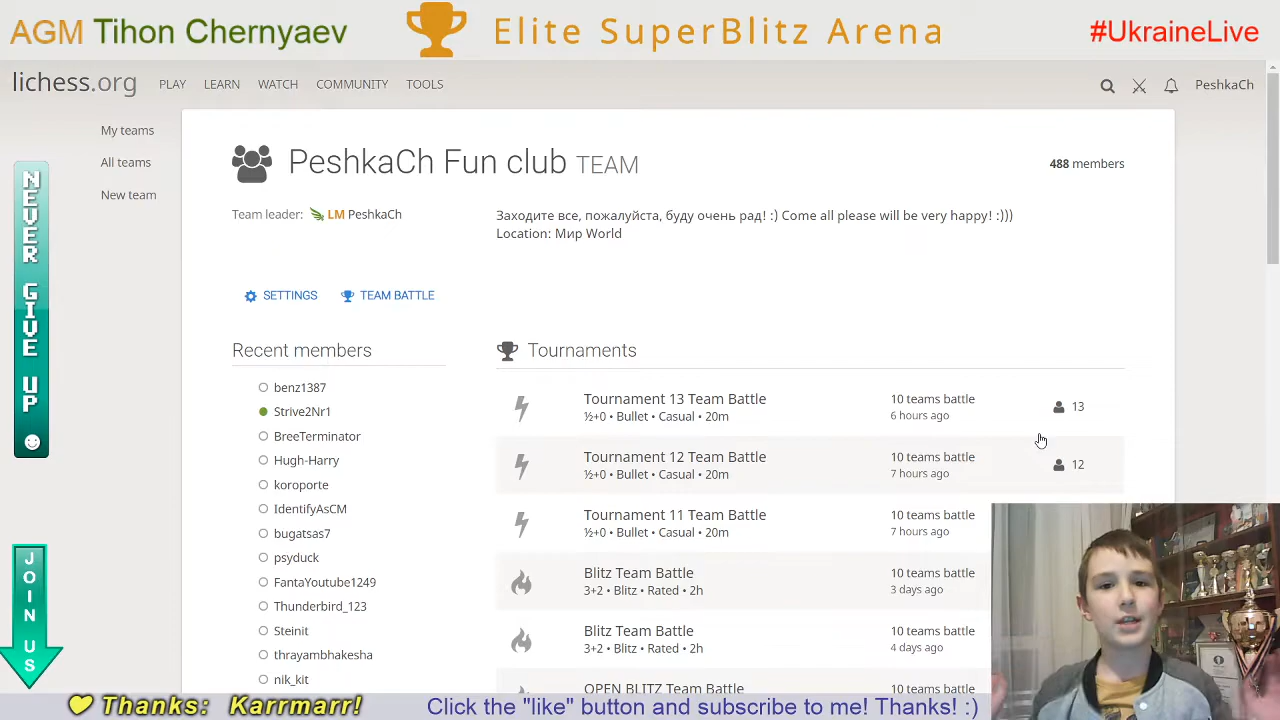 AGM Tihon Chernyaev
Elite SuperBlitz Arena
#UkraineLive
lichess.org
PLAY
LEARN
WATCH
COMMUNITY
TOOLS
PeshkaCh
My teams
All teams
New team
NEVER GIVE UP
JOIN US
PeshkaCh Fun club TEAM
488 members
Team leader: LM PeshkaCh
Заходите все, пожалуйста, буду очень рад! :) Come all please will be very happy! :)))
Location: Мир World
SETTINGS
TEAM BATTLE
Recent members
benz1387
Strive2Nr1
BreeTerminator
Hugh-Harry
koroporte
IdentifyAsCM
bugatsas7
psyduck
FantaYoutube1249
Thunderbird_123
Steinit
thrayambhakesha
nik_kit
Tournaments
Tournament 13 Team Battle
½+0 • Bullet • Casual • 20m
10 teams battle
6 hours ago
13
Tournament 12 Team Battle
½+0 • Bullet • Casual • 20m
10 teams battle
7 hours ago
12
Tournament 11 Team Battle
½+0 • Bullet • Casual • 20m
10 teams battle
7 hours ago
Blitz Team Battle
3+2 • Blitz • Rated • 2h
10 teams battle
3 days ago
Blitz Team Battle
3+2 • Blitz • Rated • 2h
10 teams battle
4 days ago
OPEN BLITZ Team Battle
10 teams battle
Thanks: Karrmarr!
Click the "like" button and subscribe to me! Thanks! :)